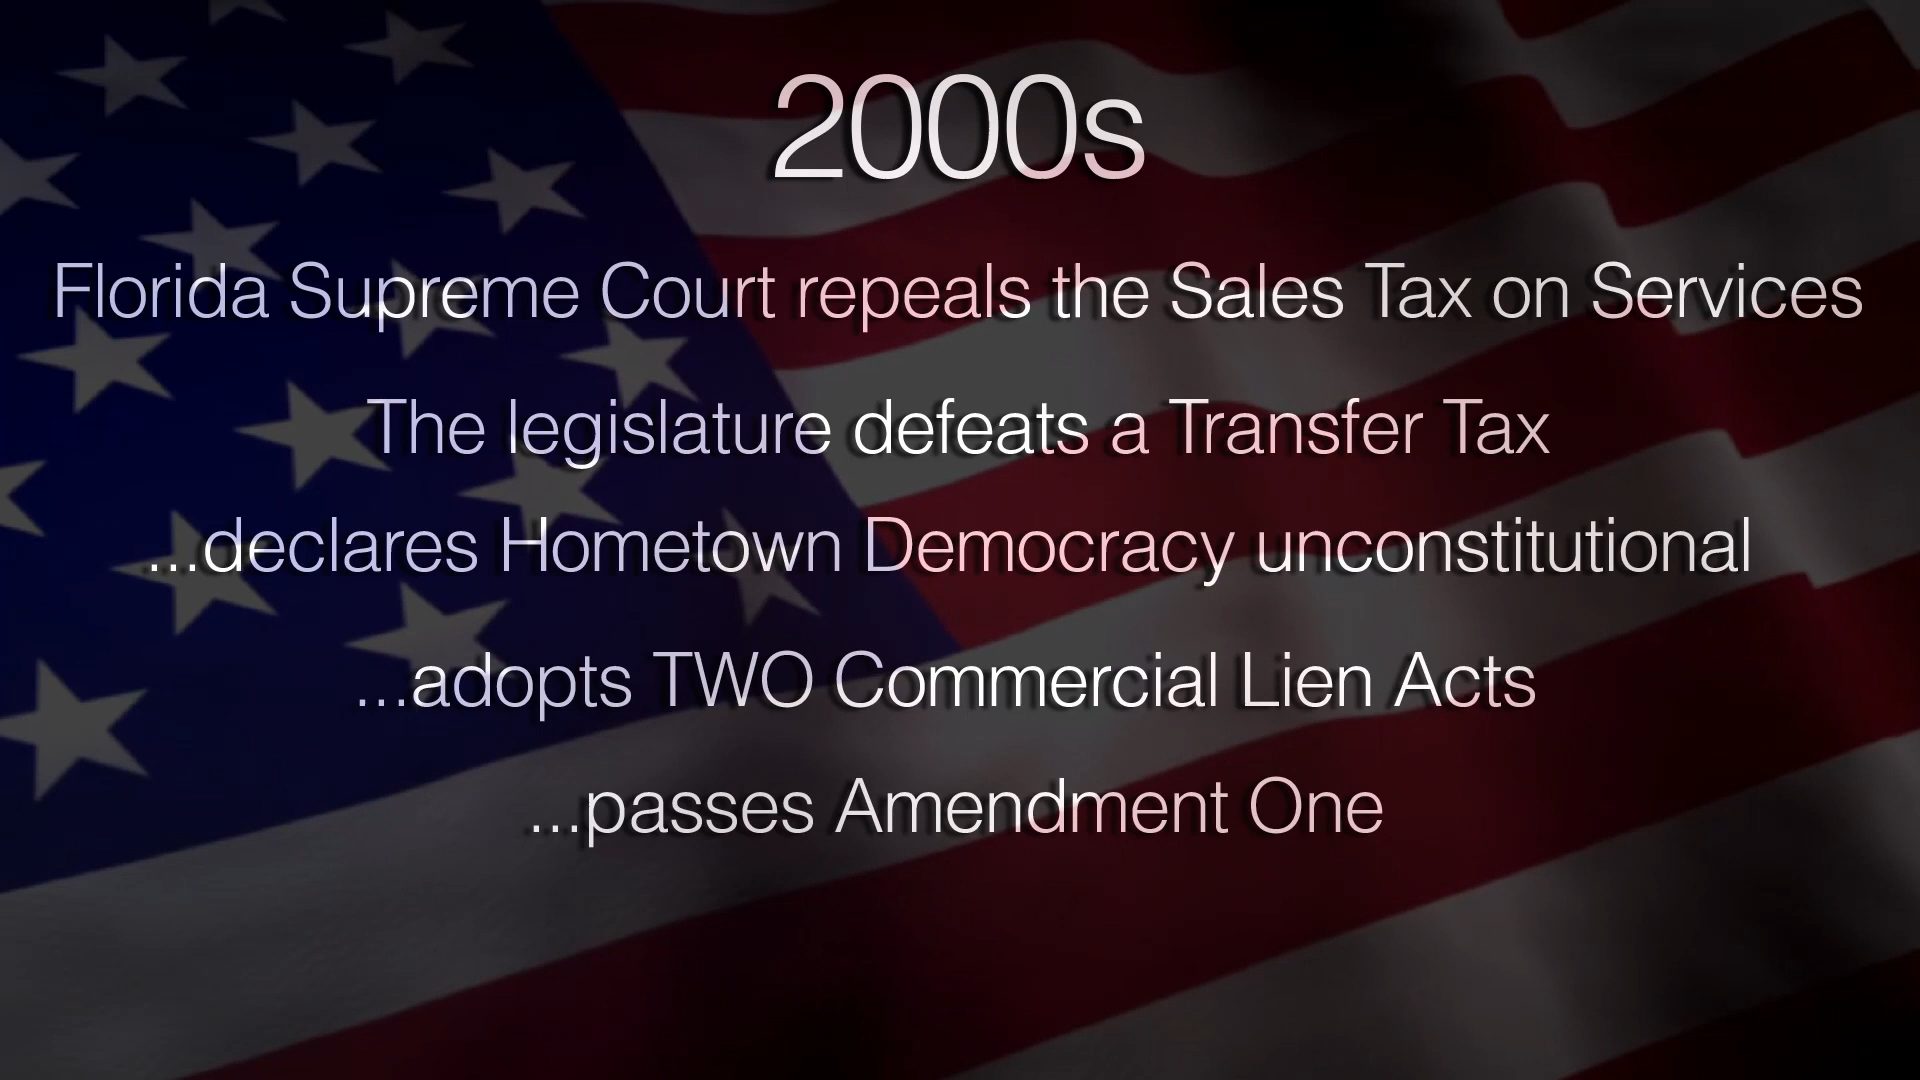 2000s
Florida Supreme Court repeals the Sales Tax on Services
The legislature defeats a Transfer Tax
...declares Hometown Democracy unconstitutional
...adopts TWO Commercial Lien Acts
...passes Amendment One